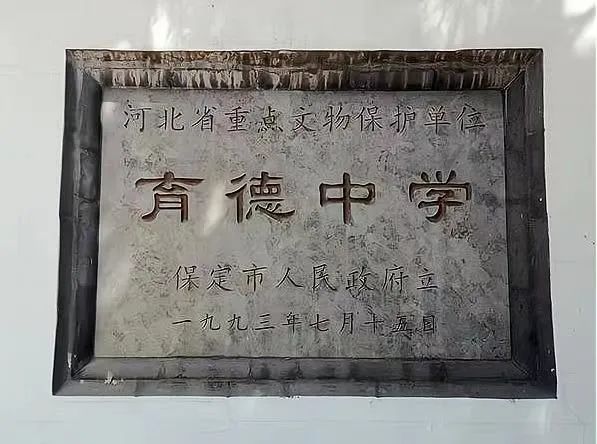 河北省重点文物保护单位
育德中学
保定市人民政府立
一九九三年七月十五日